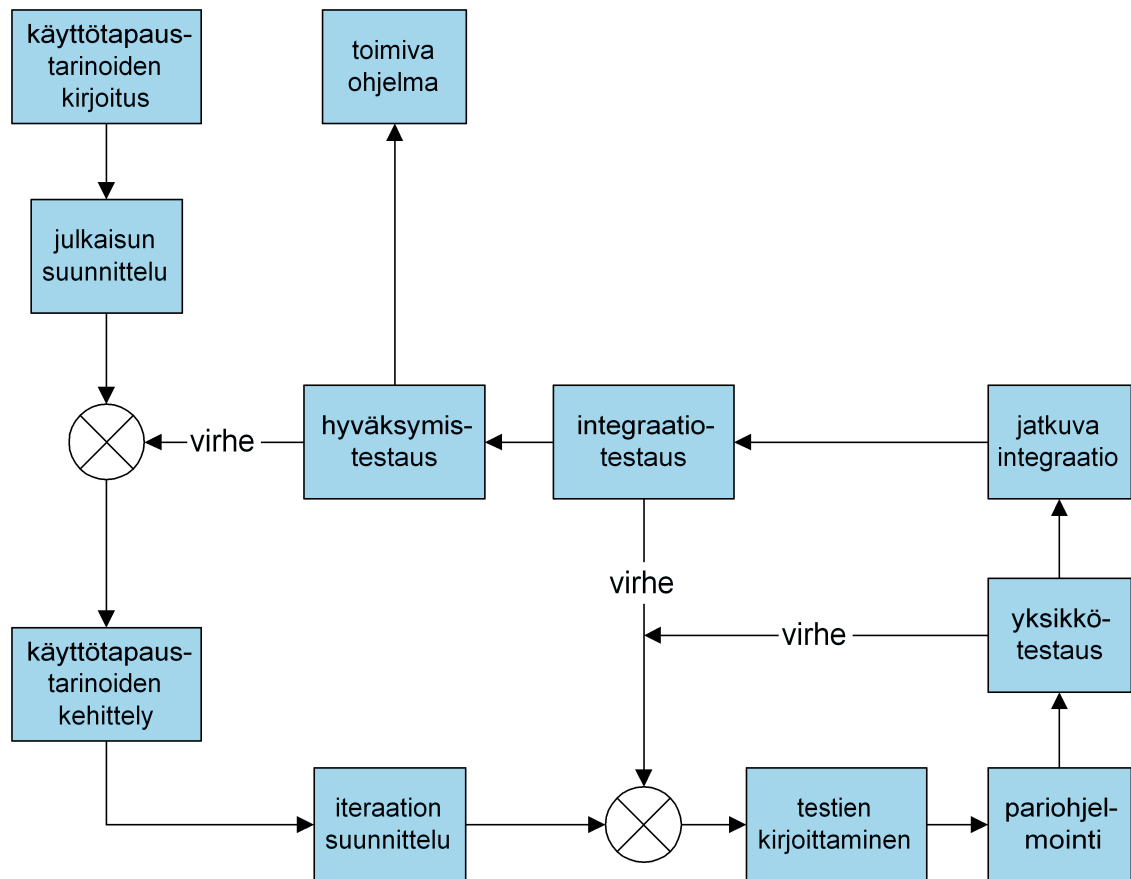 käyttötapaus-
tarinoiden
kirjoitus
toimiva
ohjelma
julkaisun
suunnittelu
virhe
hyväksymis-
testaus
integraatio-
testaus
jatkuva
integraatio
virhe
virhe
yksikkö-
testaus
käyttötapaus-
tarinoiden
kehittely
iteraation
suunnittelu
testien
kirjoittaminen
pariohjel-
mointi